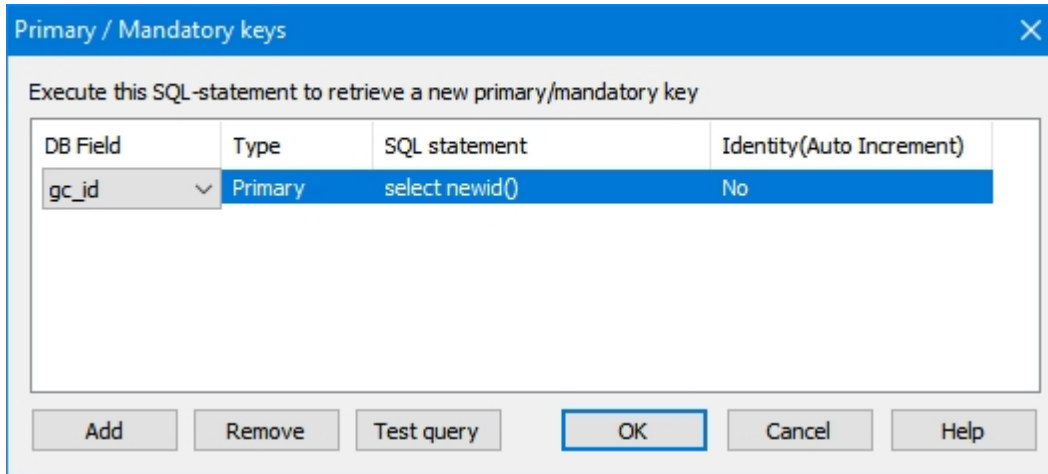 Primary / Mandatory keys
Execute this SQL-statement to retrieve a new primary/mandatory key
DB Field Type SQL statement Identity(Auto Increment)
gc_id Primary select newid() No
Add Remove Test query OK Cancel Help